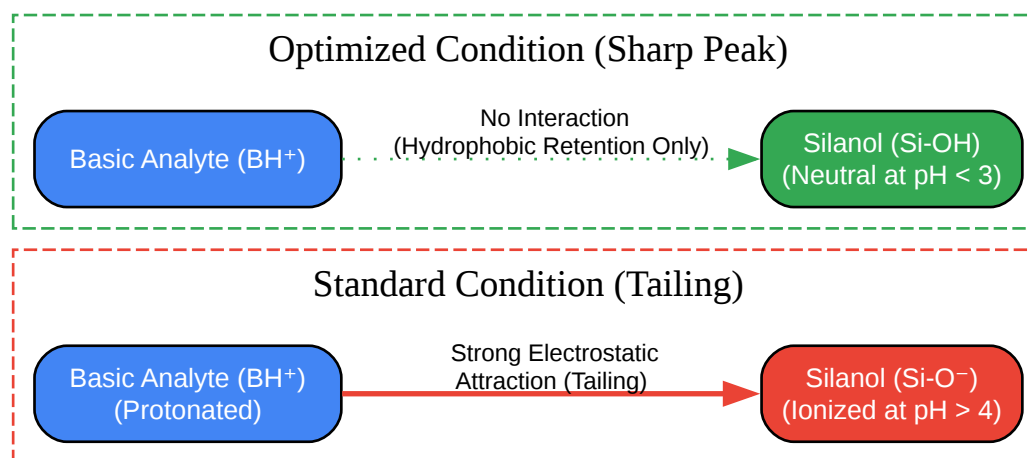 Optimized Condition (Sharp Peak)
Basic Analyte (BH⁺)
No Interaction
(Hydrophobic Retention Only)
Silanol (Si-OH)
(Neutral at pH < 3)
Standard Condition (Tailing)
Basic Analyte (BH⁺)
(Protonated)
Strong Electrostatic
Attraction (Tailing)
Silanol (Si-O⁻)
(Ionized at pH > 4)